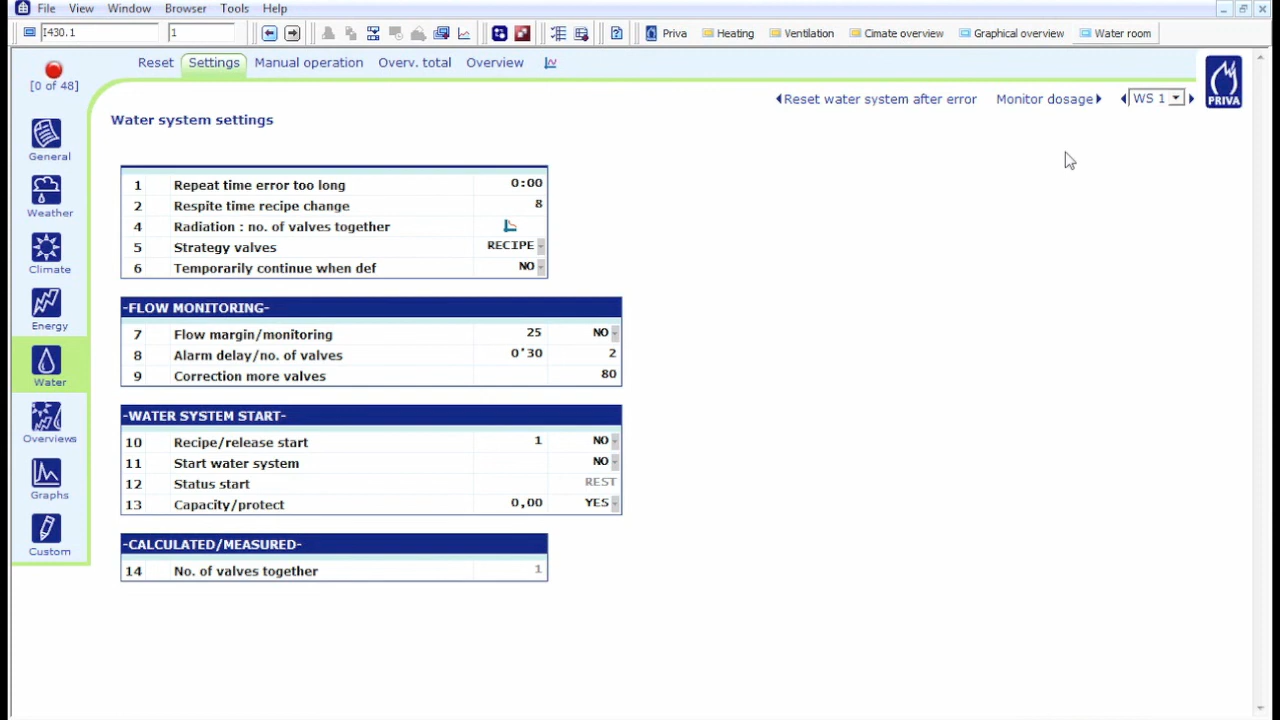 File View Window Browser Tools Help
I430.1 1 Priva Heating Ventilation Cimate overview Graphical overview Water room
Reset Settings Manual operation Overv. total Overview
[0 of 48]
Reset water system after error Monitor dosage WS 1
PRIVA
Water system settings
General
Weather
Climate
Energy
Water
Overviews
Graphs
Custom
1 Repeat time error too long 0:00
2 Respite time recipe change 8
4 Radiation : no. of valves together
5 Strategy valves RECIPE
6 Temporarily continue when def NO
-FLOW MONITORING-
7 Flow margin/monitoring 25 NO
8 Alarm delay/no. of valves 0'30 2
9 Correction more valves 80
-WATER SYSTEM START-
10 Recipe/release start 1 NO
11 Start water system NO
12 Status start REST
13 Capacity/protect 0,00 YES
-CALCULATED/MEASURED-
14 No. of valves together 1